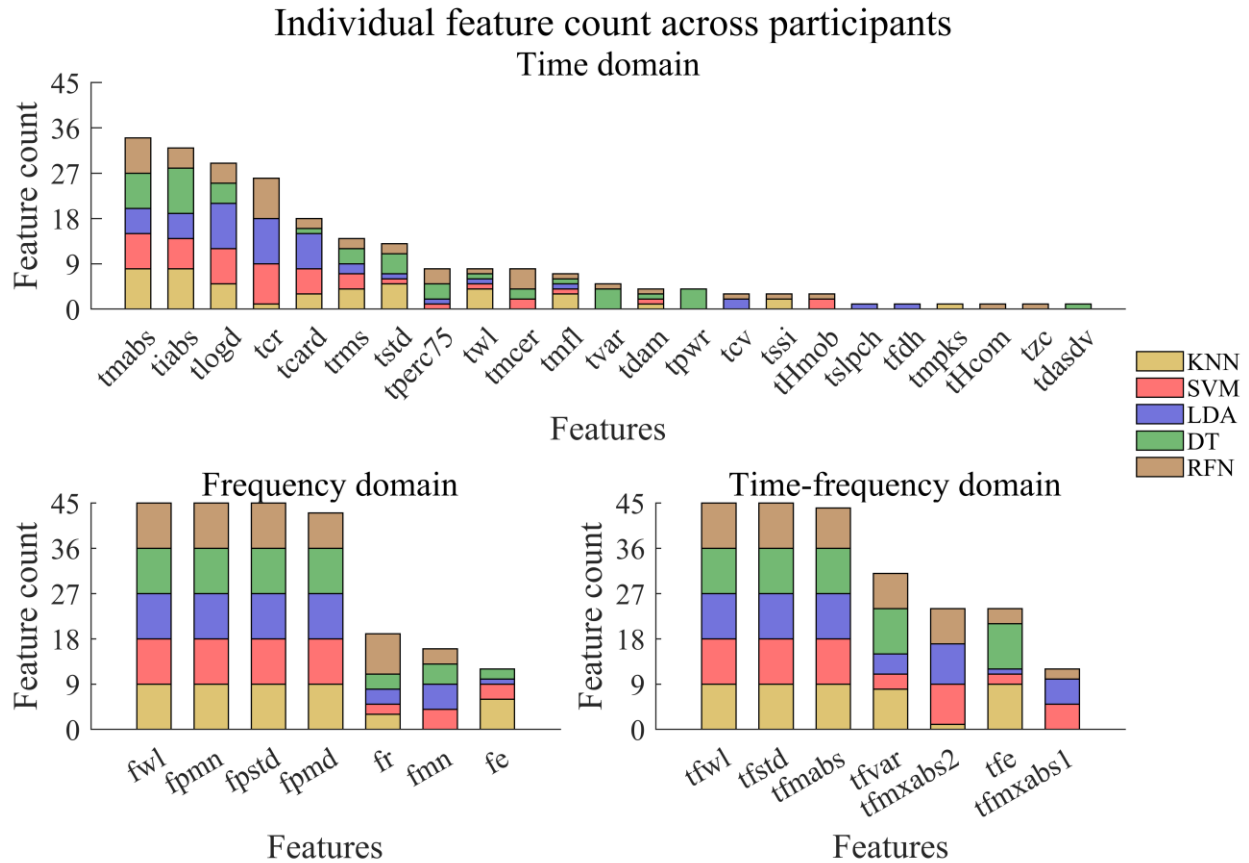 Individual feature count across participants
Time domain
Feature count
45
36
27
18
9
0
tmabs
tiabs
tlogd
tcr
tcard
trms
tstd
tperc75
twl
tmcer
tmfl
tvar
tdam
tpwr
tcv
tssi
tHmob
tslpch
tfdh
tmpks
tHcom
tzc
tdasdv
Features
KNN
SVM
LDA
DT
RFN
Frequency domain
Feature count
45
36
27
18
9
0
fwl
fpmn
fpstd
fpmd
fr
fmn
fe
Features
Time-frequency domain
Feature count
45
36
27
18
9
0
tfwl
tfstd
tfmabs
tfvar
tfmxabs2
tfe
tfmxabs1
Features